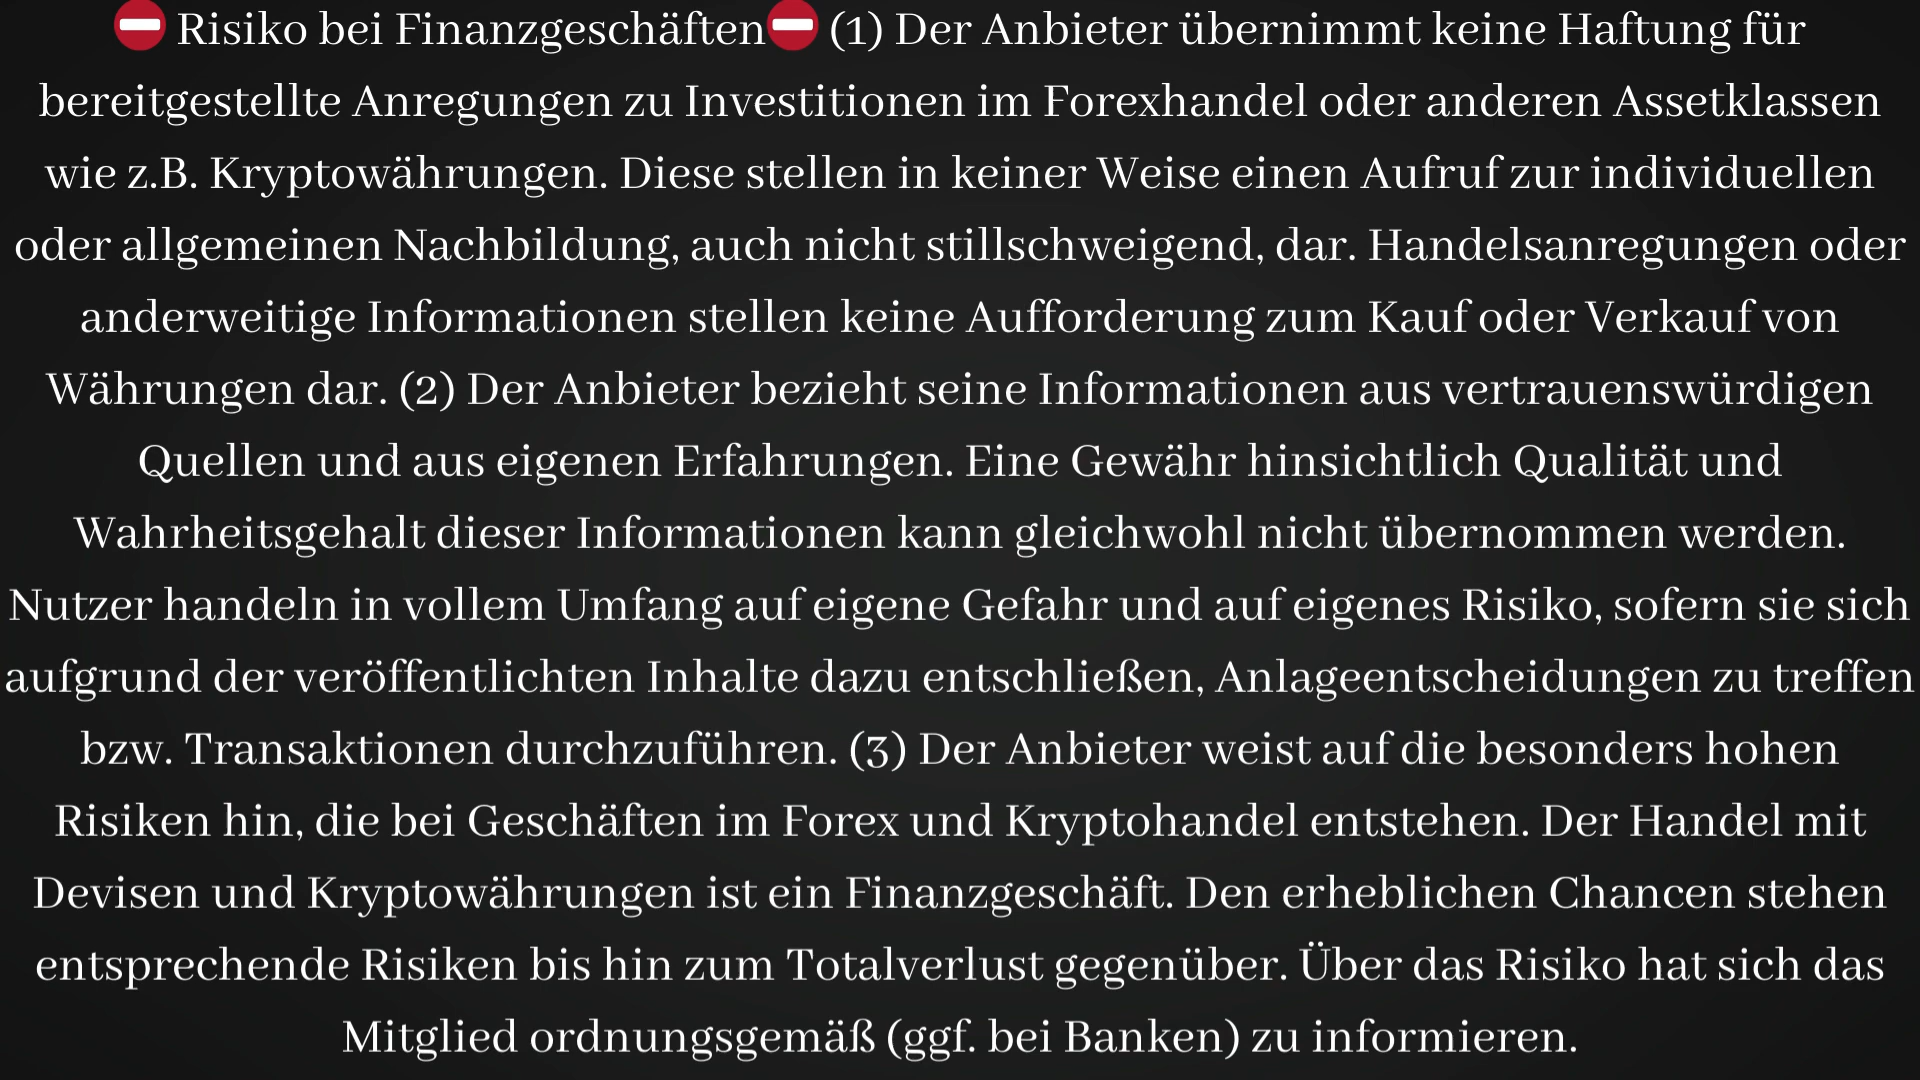 ⛔ Risiko bei Finanzgeschäften⛔ (1) Der Anbieter übernimmt keine Haftung für
bereitgestellte Anregungen zu Investitionen im Forexhandel oder anderen Assetklassen
wie z.B. Kryptowährungen. Diese stellen in keiner Weise einen Aufruf zur individuellen
oder allgemeinen Nachbildung, auch nicht stillschweigend, dar. Handelsanregungen oder
anderweitige Informationen stellen keine Aufforderung zum Kauf oder Verkauf von
Währungen dar. (2) Der Anbieter bezieht seine Informationen aus vertrauenswürdigen
Quellen und aus eigenen Erfahrungen. Eine Gewähr hinsichtlich Qualität und
Wahrheitsgehalt dieser Informationen kann gleichwohl nicht übernommen werden.
Nutzer handeln in vollem Umfang auf eigene Gefahr und auf eigenes Risiko, sofern sie sich
aufgrund der veröffentlichten Inhalte dazu entschließen, Anlageentscheidungen zu treffen
bzw. Transaktionen durchzuführen. (3) Der Anbieter weist auf die besonders hohen
Risiken hin, die bei Geschäften im Forex und Kryptohandel entstehen. Der Handel mit
Devisen und Kryptowährungen ist ein Finanzgeschäft. Den erheblichen Chancen stehen
entsprechende Risiken bis hin zum Totalverlust gegenüber. Über das Risiko hat sich das
Mitglied ordnungsgemäß (ggf. bei Banken) zu informieren.